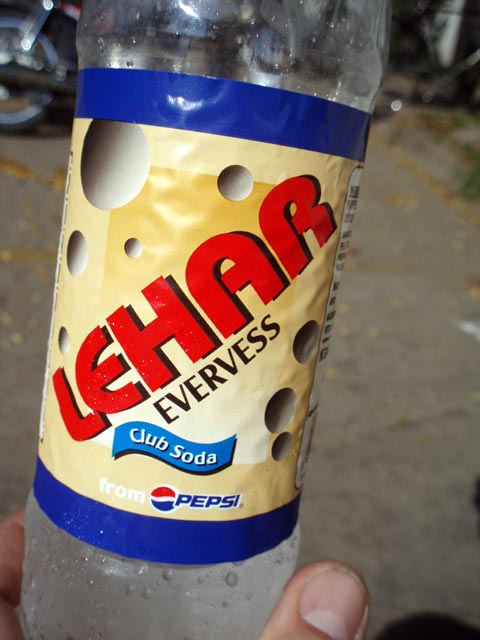 LEHAR
EVERVESS
Club Soda
from PEPSI